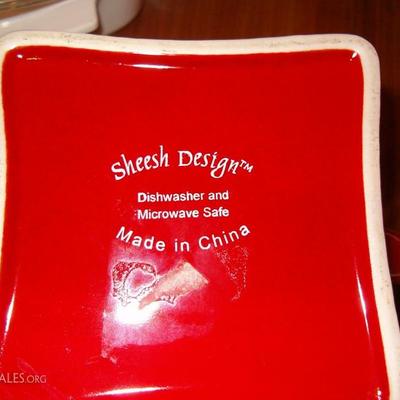 Sheesh Design™
Dishwasher and
Microwave Safe
Made in China
ALES.ORG